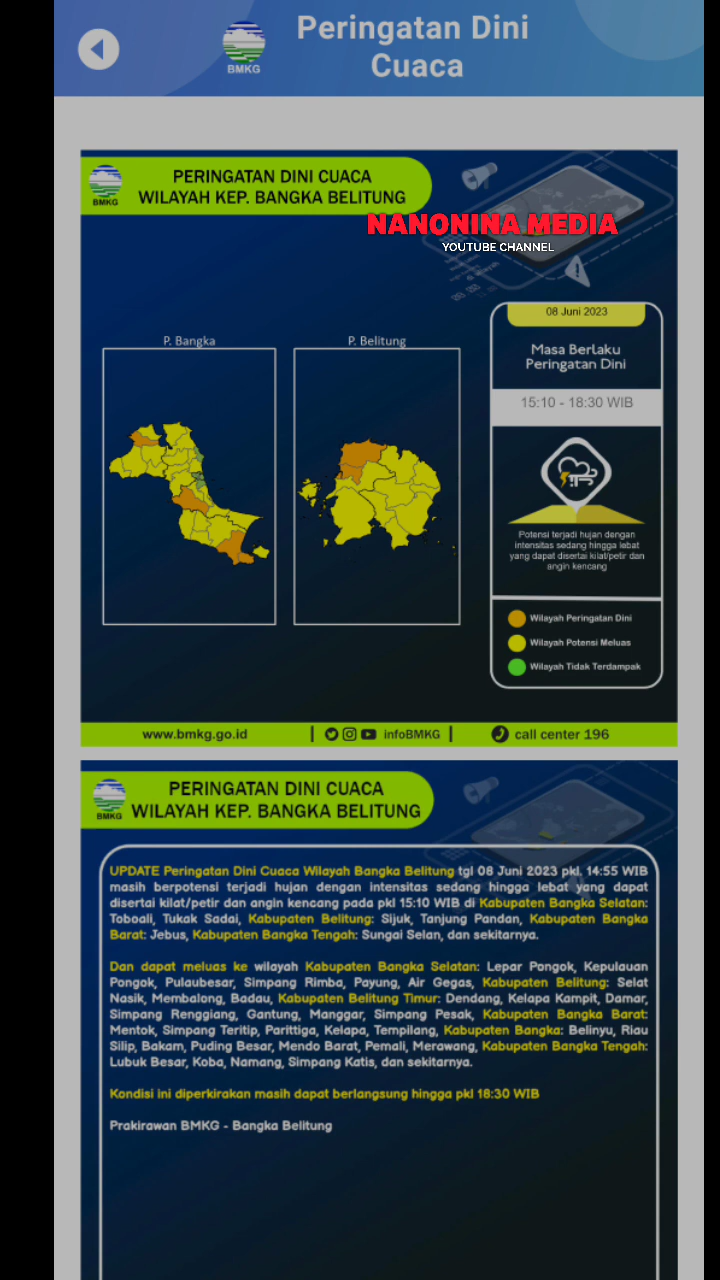 Peringatan Dini
Cuaca
BMKG
PERINGATAN DINI CUACA
WILAYAH KEP. BANGKA BELITUNG
BMKG
NANONINA MEDIA
YOUTUBE CHANNEL
08 Juni 2023
Masa Berlaku
Peringatan Dini
15:10 - 18:30 WIB
P. Bangka
P. Belitung
Potensi terjadi hujan dengan
intensitas sedang hingga lebat
yang dapat disertai kilat/petir dan
angin kencang
Wilayah Peringatan Dini
Wilayah Potensi Meluas
Wilayah Tidak Terdampak
www.bmkg.go.id | infoBMKG | call center 196
PERINGATAN DINI CUACA
WILAYAH KEP. BANGKA BELITUNG
BMKG
UPDATE Peringatan Dini Cuaca Wilayah Bangka Belitung tgl 08 Juni 2023 pkl. 14:55 WIB
masih berpotensi terjadi hujan dengan intensitas sedang hingga lebat yang dapat
disertai kilat/petir dan angin kencang pada pkl 15:10 WIB di Kabupaten Bangka Selatan:
Toboali, Tukak Sadai, Kabupaten Belitung: Sijuk, Tanjung Pandan, Kabupaten Bangka
Barat: Jebus, Kabupaten Bangka Tengah: Sungai Selan, dan sekitarnya.
Dan dapat meluas ke wilayah Kabupaten Bangka Selatan: Lepar Pongok, Kepulauan
Pongok, Pulaubesar, Simpang Rimba, Payung, Air Gegas, Kabupaten Belitung: Selat
Nasik, Membalong, Badau, Kabupaten Belitung Timur: Dendang, Kelapa Kampit, Damar,
Simpang Renggiang, Gantung, Manggar, Simpang Pesak, Kabupaten Bangka Barat:
Mentok, Simpang Teritip, Parittiga, Kelapa, Tempilang, Kabupaten Bangka: Belinyu, Riau
Silip, Bakam, Puding Besar, Mendo Barat, Pemali, Merawang, Kabupaten Bangka Tengah:
Lubuk Besar, Koba, Namang, Simpang Katis, dan sekitarnya.
Kondisi ini diperkirakan masih dapat berlangsung hingga pkl 18:30 WIB
Prakirawan BMKG - Bangka Belitung